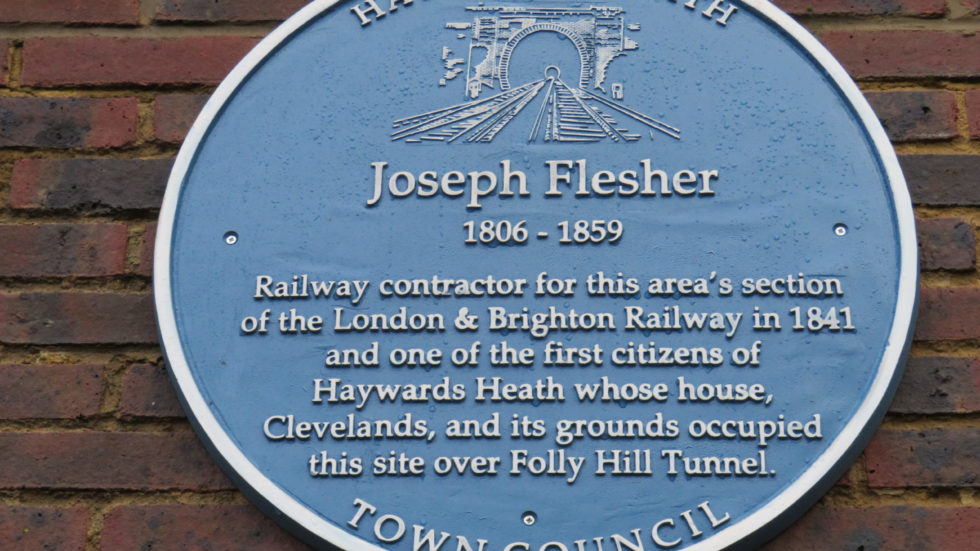 HAYWARDS HEATH
Joseph Flesher
1806 - 1859
Railway contractor for this area's section
of the London & Brighton Railway in 1841
and one of the first citizens of
Haywards Heath whose house,
Clevelands, and its grounds occupied
this site over Folly Hill Tunnel.
TOWN COUNCIL